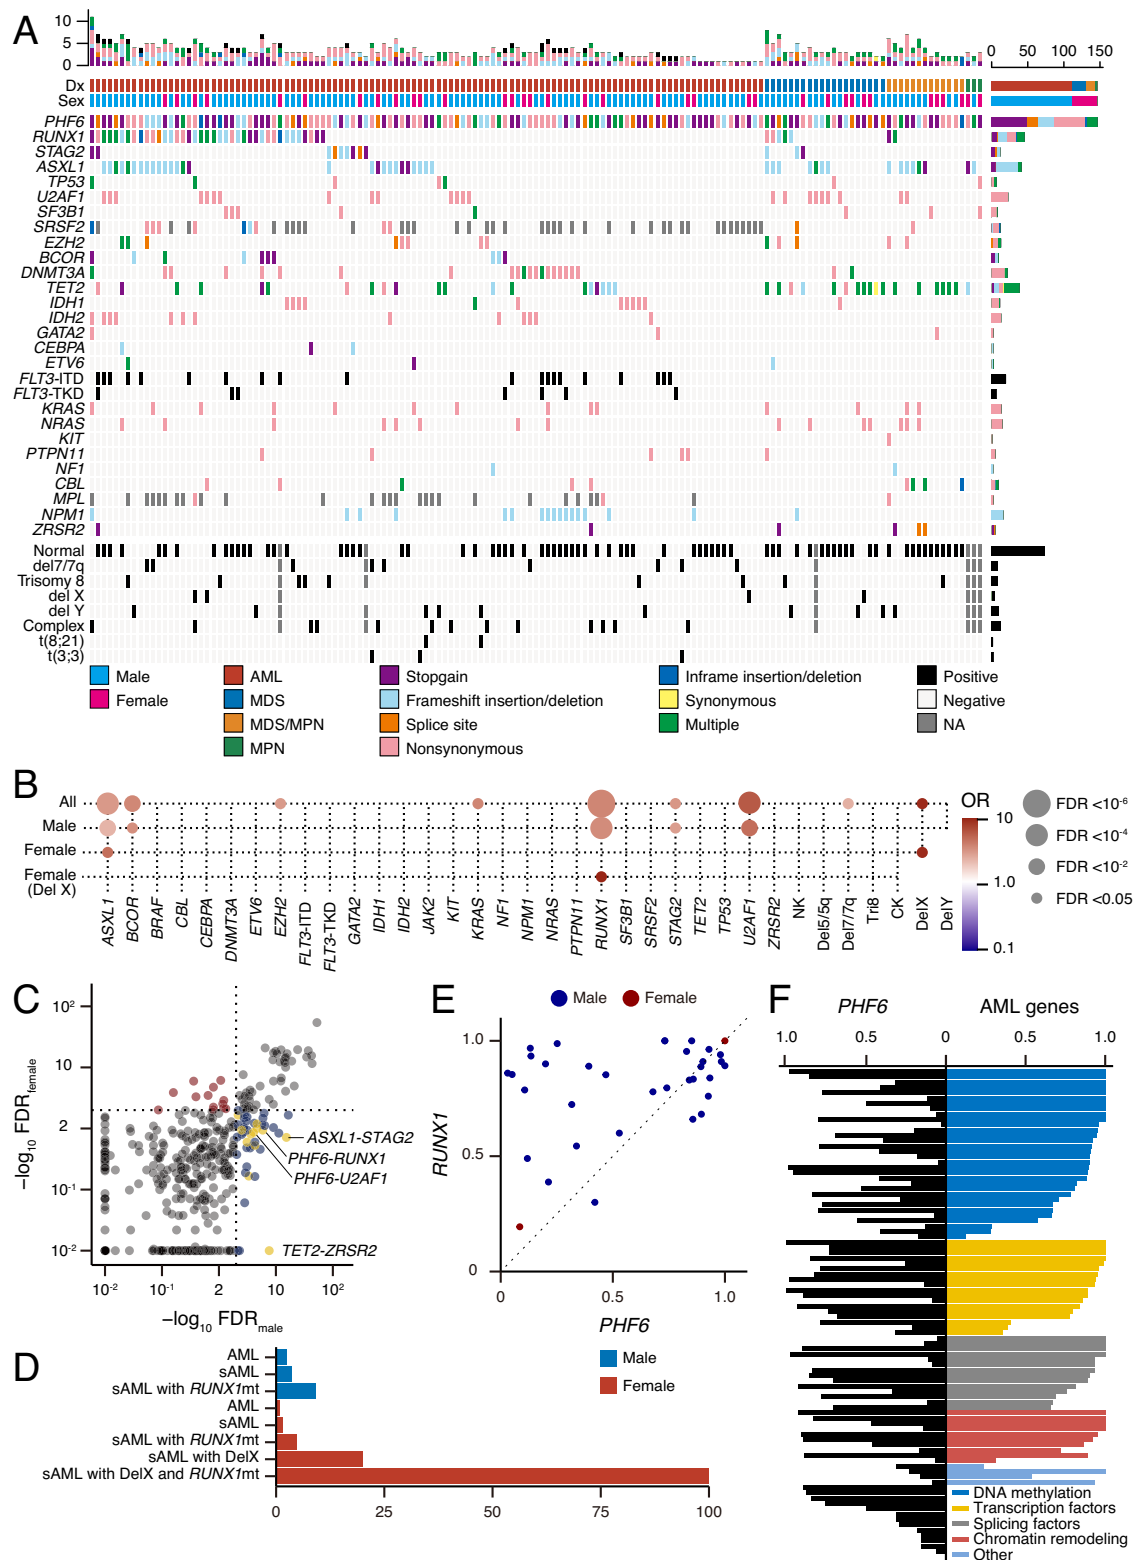 A
10
5
0
0 50 100 150
Dx
Sex
PHF6
RUNX1
STAG2
ASXL1
TP53
U2AF1
SF3B1
SRSF2
EZH2
BCOR
DNMT3A
TET2
IDH1
IDH2
GATA2
CEBPA
ETV6
FLT3-ITD
FLT3-TKD
KRAS
NRAS
KIT
PTPN11
NF1
CBL
MPL
NPM1
ZRSR2
Normal
del7/7q
Trisomy 8
del X
del Y
Complex
t(8;21)
t(3;3)
Male
Female
AML
MDS
MDS/MPN
MPN
Stopgain
Frameshift insertion/deletion
Splice site
Nonsynonymous
Inframe insertion/deletion
Synonymous
Multiple
Positive
Negative
NA
B
All
Male
Female
Female
(Del X)
ASXL1
BCOR
BRAF
CBL
CEBPA
DNMT3A
ETV6
EZH2
FLT3-ITD
FLT3-TKD
GATA2
IDH1
IDH2
JAK2
KIT
KRAS
NF1
NPM1
NRAS
PTPN11
RUNX1
SF3B1
SRSF2
STAG2
TET2
TP53
U2AF1
ZRSR2
NK
Del5/5q
Del7/7q
Tri8
CK
DelX
DelY
OR
10
1.0
0.1
FDR <10-6
FDR <10-4
FDR <10-2
FDR <0.05
C
–log10 FDRfemale
10²
10
2
10-1
10-2
ASXL1-STAG2
PHF6-RUNX1
PHF6-U2AF1
TET2-ZRSR2
10-2 10-1 2 10 10²
–log10 FDRmale
E
Male
Female
RUNX1
1.0
0.5
0
0 0.5 1.0
PHF6
F
PHF6
AML genes
1.0 0.5 0 0.5 1.0
DNA methylation
Transcription factors
Splicing factors
Chromatin remodeling
Other
D
Male
Female
AML
sAML
sAML with RUNX1mt
AML
sAML
sAML with RUNX1mt
sAML with DelX
sAML with DelX and RUNX1mt
0 25 50 75 100